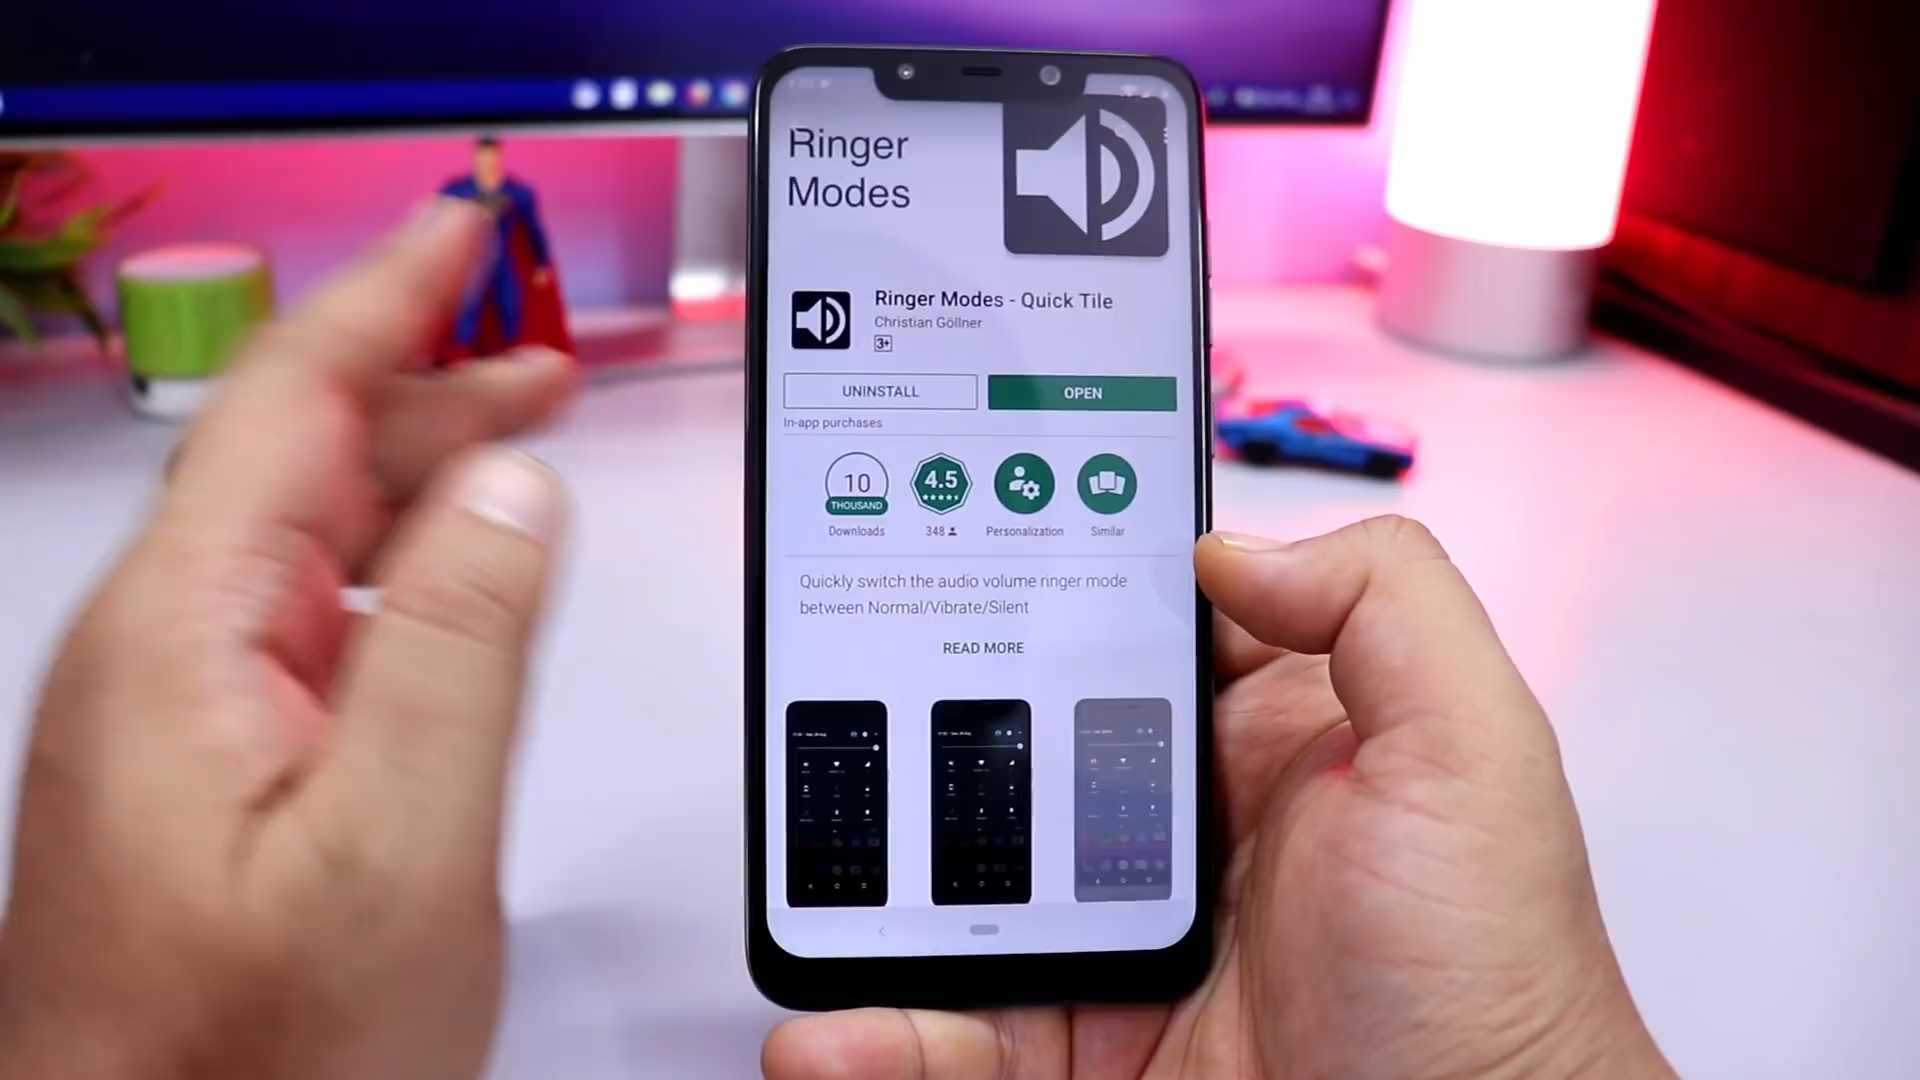 Ringer
Modes
Ringer Modes - Quick Tile
Christian Göllner
3+
UNINSTALL
OPEN
In-app purchases
10
THOUSAND
Downloads
4.5
348
Personalization
Similar
Quickly switch the audio volume ringer mode
between Normal/Vibrate/Silent
READ MORE